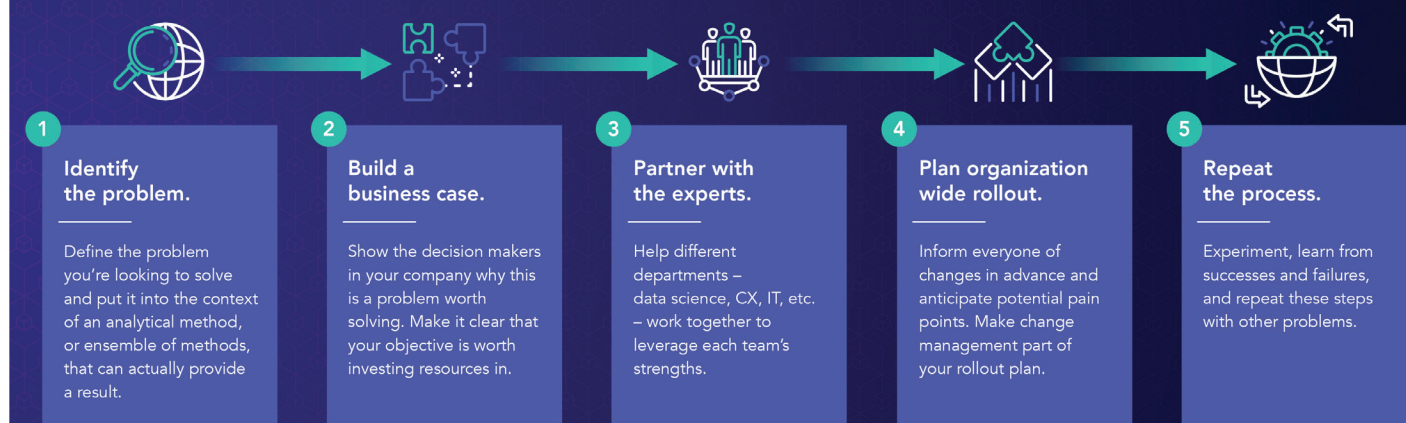 1
Identify
the problem.
Define the problem
you're looking to solve
and put it into the context
of an analytical method,
or ensemble of methods,
that can actually provide
a result.
2
Build a
business case.
Show the decision makers
in your company why this
is a problem worth
solving. Make it clear that
your objective is worth
investing resources in.
3
Partner with
the experts.
Help different
departments –
data science, CX, IT, etc.
– work together to
leverage each team's
strengths.
4
Plan organization
wide rollout.
Inform everyone of
changes in advance and
anticipate potential pain
points. Make change
management part of
your rollout plan.
5
Repeat
the process.
Experiment, learn from
successes and failures,
and repeat these steps
with other problems.